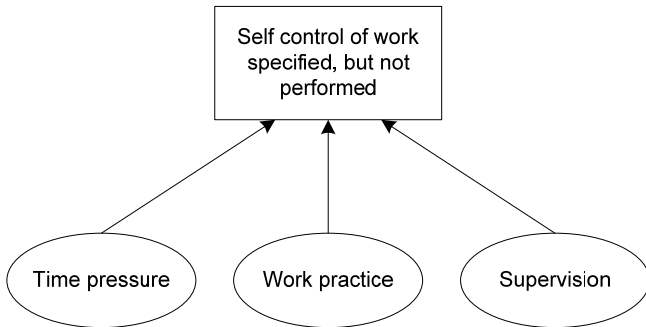 Self control of work
specified, but not
performed
Time pressure
Work practice
Supervision